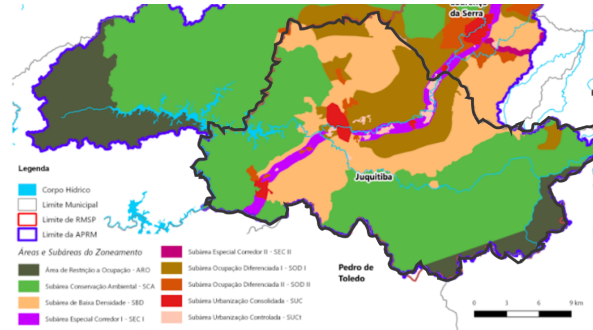 da Serra
Juquitiba
Pedro de
Toledo
Legenda
Corpo Hídrico
Limite Municipal
Limite de RMSP
Limite da APRM
Áreas e Subáreas do Zoneamento
Área de Restrição a Ocupação - ARO
Subárea Conservação Ambiental - SCA
Subárea de Baixa Densidade - SBD
Subárea Especial Corredor I - SEC I
Subárea Especial Corredor II - SEC II
Subárea Ocupação Diferenciada I - SOD I
Subárea Ocupação Diferenciada II - SOD II
Subárea Urbanização Consolidada - SUC
Subárea Urbanização Controlada - SUCt
0 3 6 9 km